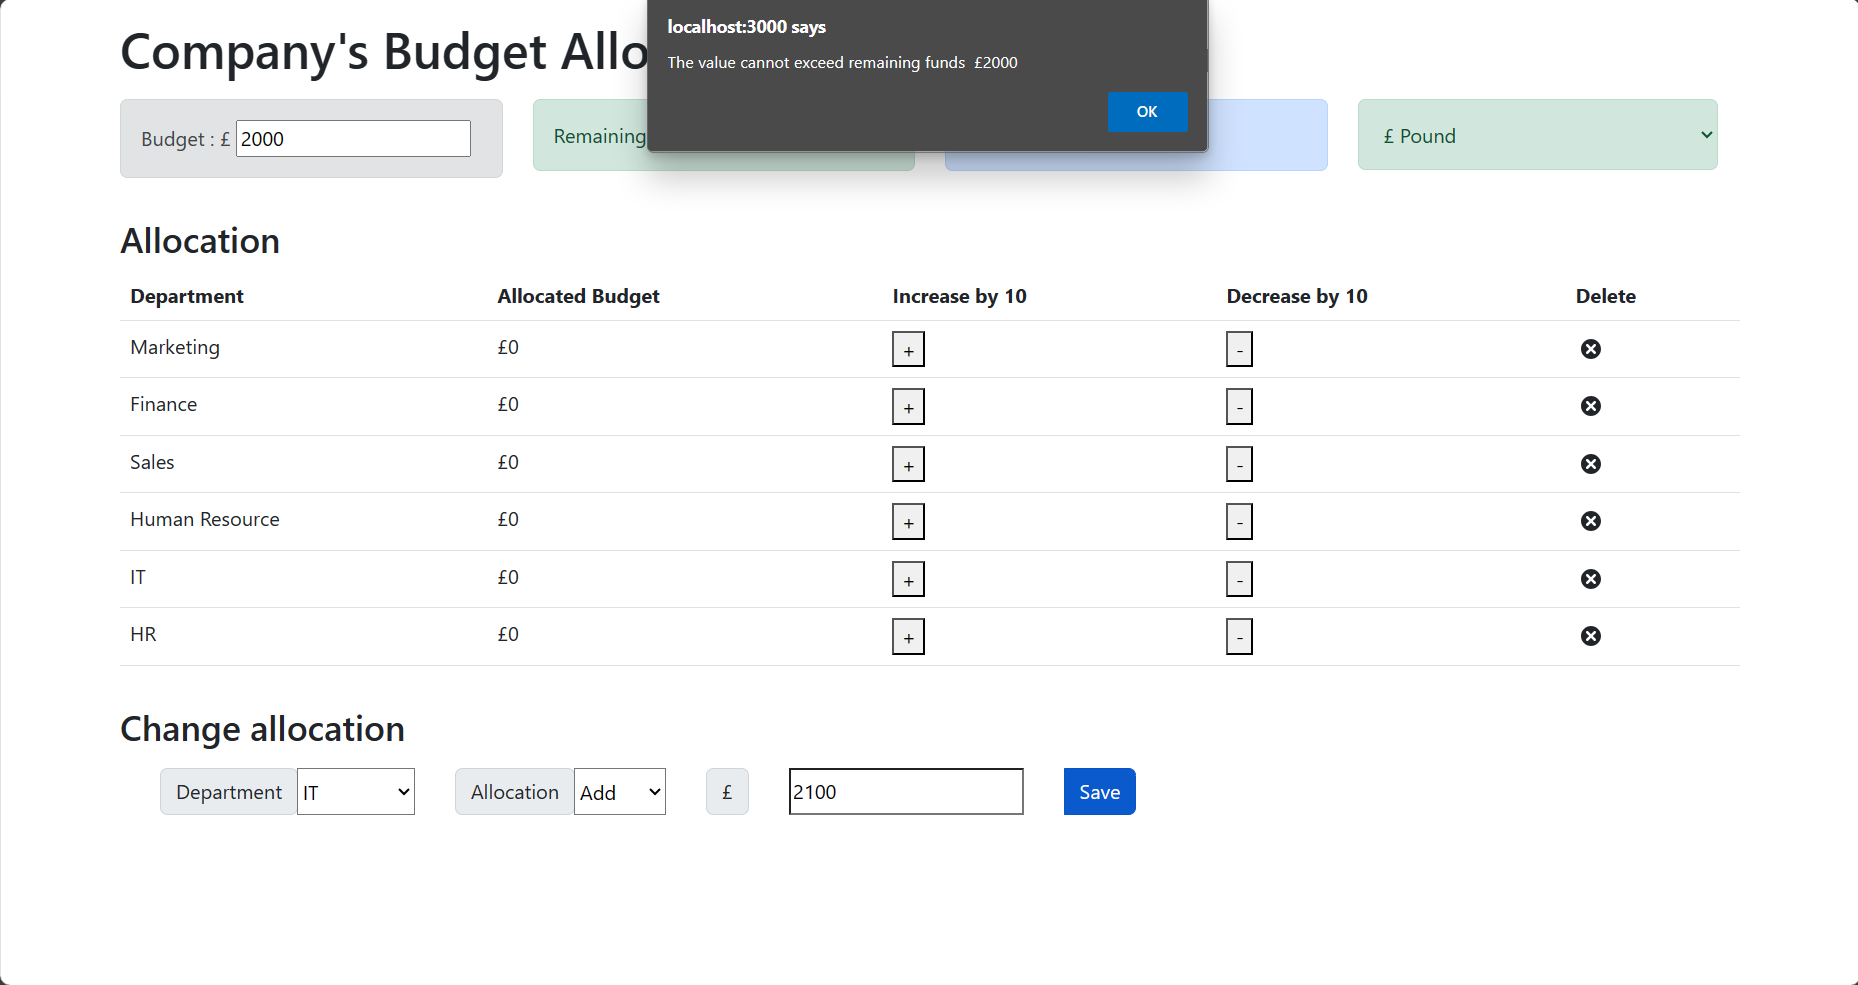 localhost:3000 says
The value cannot exceed remaining funds £2000
OK
Company's Budget Allo
Budget : £ 2000
Remaining
£ Pound
Allocation
Department Allocated Budget Increase by 10 Decrease by 10 Delete
Marketing £0 + -
Finance £0 + -
Sales £0 + -
Human Resource £0 + -
IT £0 + -
HR £0 + -
Change allocation
Department IT Allocation Add £ 2100 Save